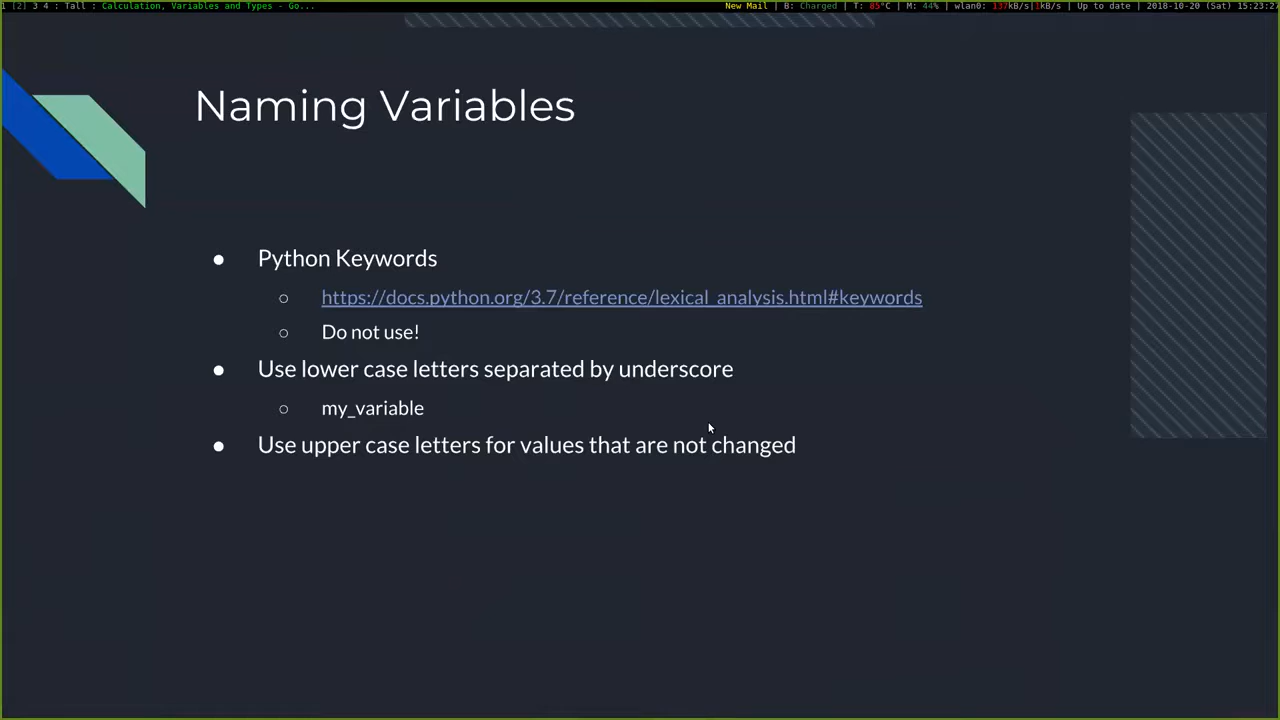 1 [2] 3 4 : Tall : Calculation, Variables and Types - Go... New Mail | B: Charged | T: 85°C | M: 44% | wlan0: 137kB/s|1kB/s | Up to date | 2018-10-20 (Sat) 15:23:27
Naming Variables
● Python Keywords
○ https://docs.python.org/3.7/reference/lexical_analysis.html#keywords
○ Do not use!
● Use lower case letters separated by underscore
○ my_variable
● Use upper case letters for values that are not changed